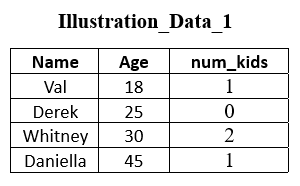 Illustration_Data_1
Name Age num_kids
Val 18 1
Derek 25 0
Whitney 30 2
Daniella 45 1